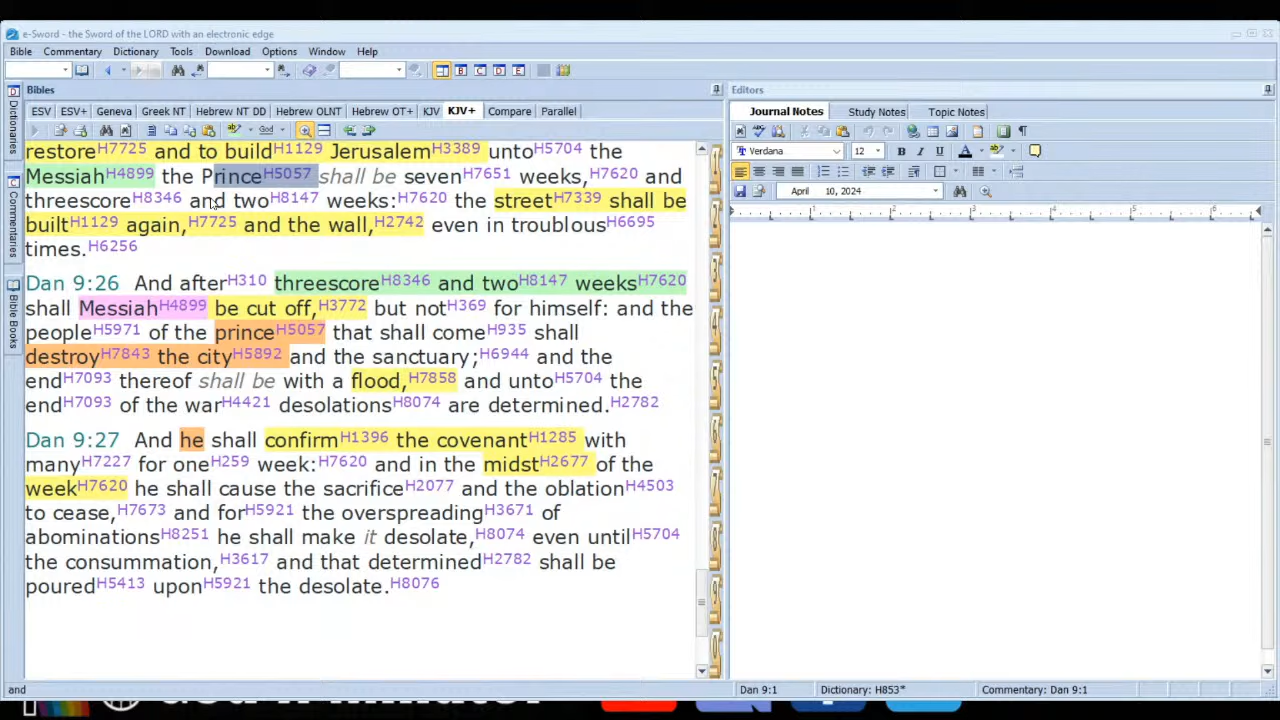 e-Sword - the Sword of the LORD with an electronic edge
Bible Commentary Dictionary Tools Download Options Window Help
B C D E
Bibles
Editors
ESV ESV+ Geneva Greek NT Hebrew NT DD Hebrew OLNT Hebrew OT+ KJV KJV+ Compare Parallel
Journal Notes Study Notes Topic Notes
God
Verdana 12 B I U A
April 10, 2024
1 2 3 4 5 6
Dictionaries
Commentaries
Bible Books
restoreH7725 and to buildH1129 JerusalemH3389 untoH5704 the
MessiahH4899 the PrinceH5057 shall be sevenH7651 weeks,H7620 and
threescoreH8346 and twoH8147 weeks:H7620 the streetH7339 shall be
builtH1129 again,H7725 and the wall,H2742 even in troublousH6695
times.H6256
Dan 9:26 And afterH310 threescoreH8346 and twoH8147 weeksH7620
shall MessiahH4899 be cut off,H3772 but notH369 for himself: and the
peopleH5971 of the princeH5057 that shall comeH935 shall
destroyH7843 the cityH5892 and the sanctuary;H6944 and the
endH7093 thereof shall be with a flood,H7858 and untoH5704 the
endH7093 of the warH4421 desolationsH8074 are determined.H2782
Dan 9:27 And he shall confirmH1396 the covenantH1285 with
manyH7227 for oneH259 week:H7620 and in the midstH2677 of the
weekH7620 he shall cause the sacrificeH2077 and the oblationH4503
to cease,H7673 and forH5921 the overspreadingH3671 of
abominationsH8251 he shall make it desolate,H8074 even untilH5704
the consummation,H3617 and that determinedH2782 shall be
pouredH5413 uponH5921 the desolate.H8076
and
Dan 9:1 Dictionary: H853* Commentary: Dan 9:1